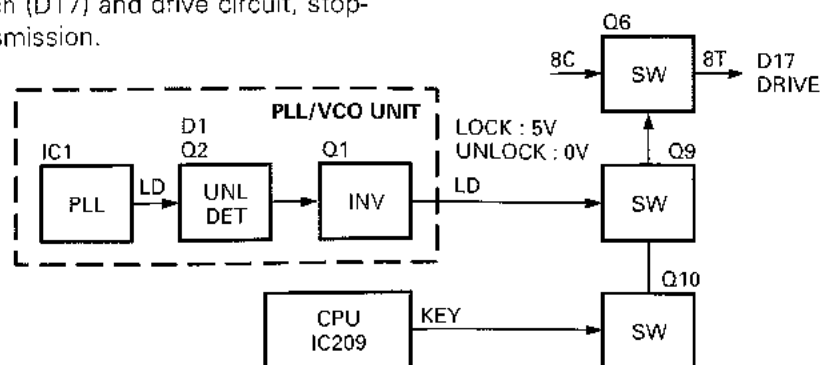 ch (D17) and drive circuit, stop-
smission.
Q6
8C
SW
8T
D17
DRIVE
PLL/VCO UNIT
LOCK : 5V
UNLOCK : 0V
IC1
D1
Q2
Q1
Q9
PLL
LD
UNL
DET
INV
LD
SW
Q10
CPU
IC209
KEY
SW